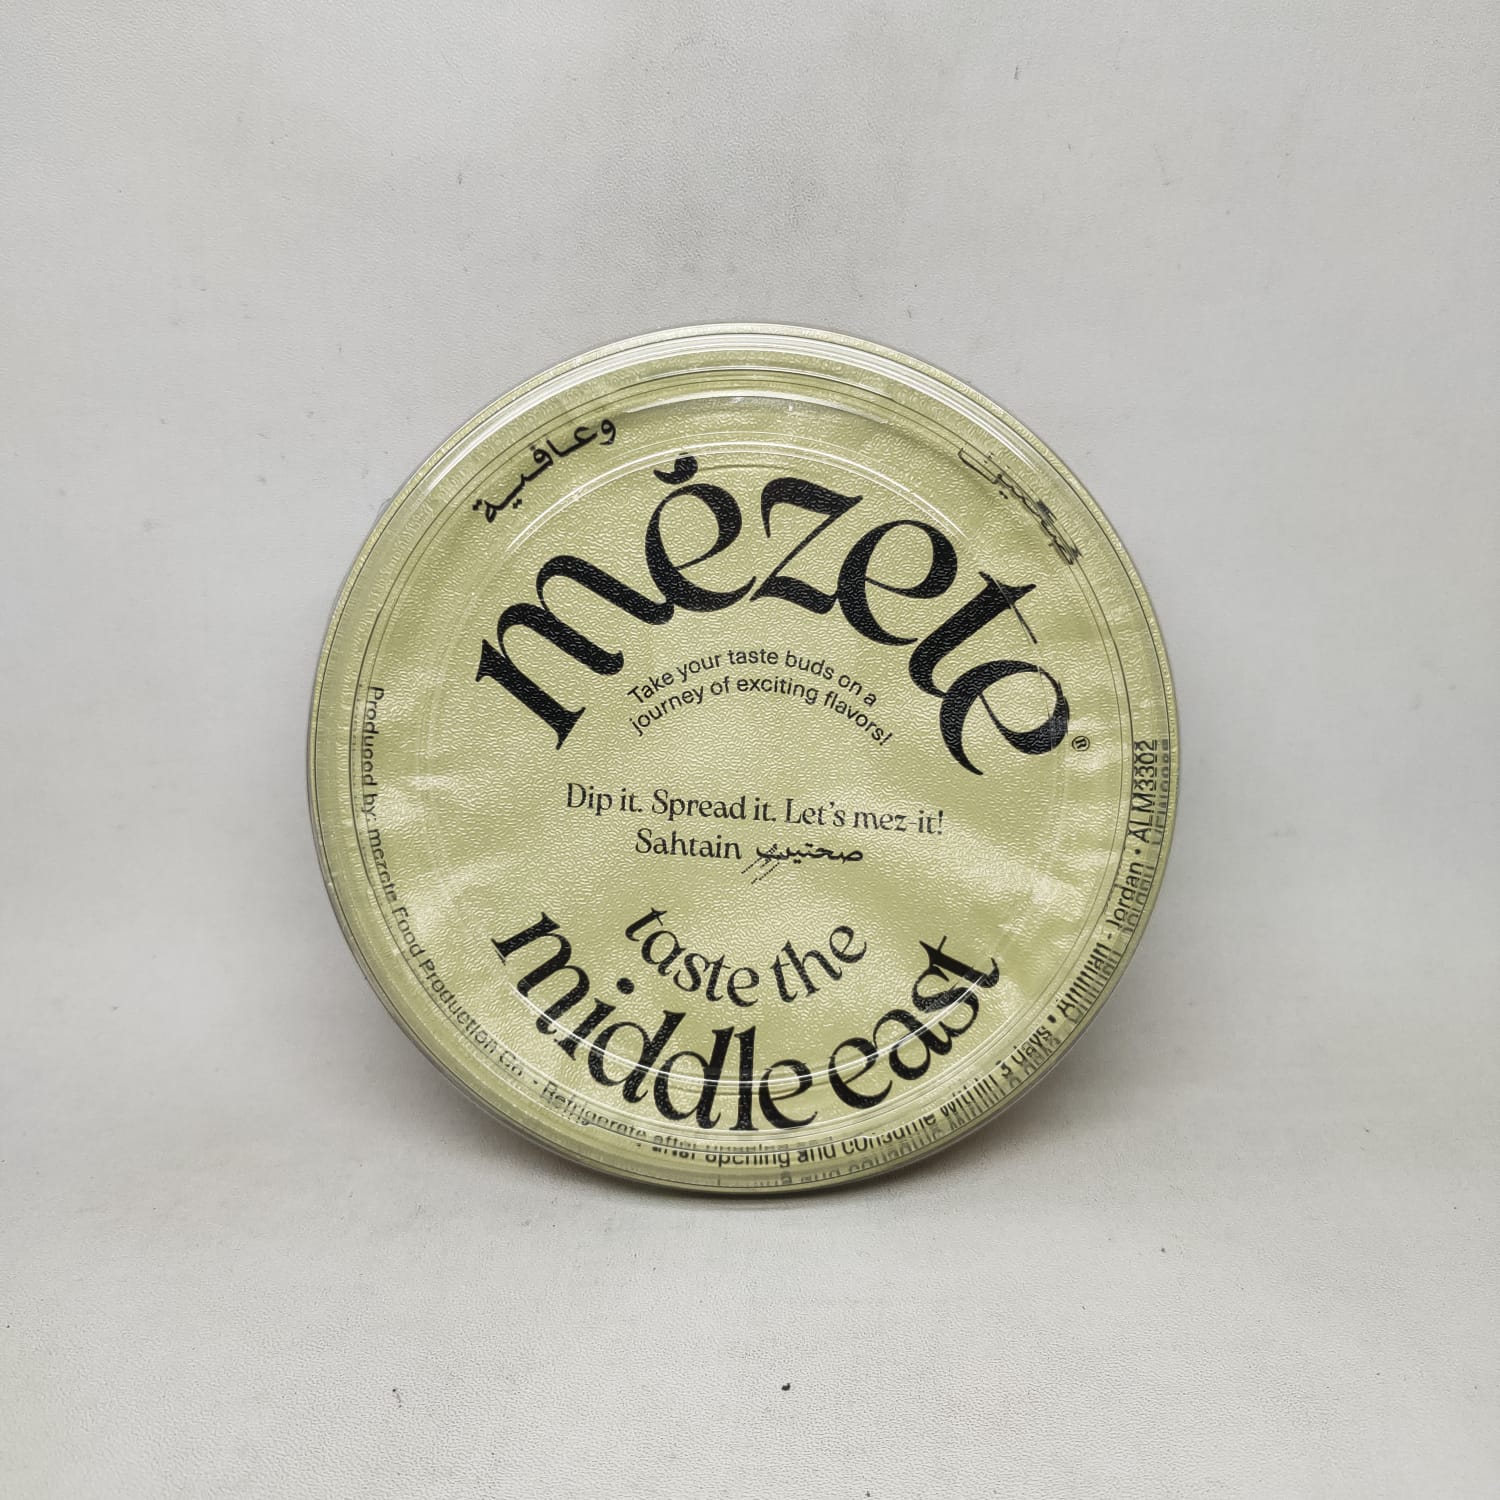 صحتين
وعافية
mězete®
Take your taste buds on a
journey of exciting flavors!
Dip it. Spread it. Let's mez-it!
Sahtain صحتين
taste the
middle east
Produced by: mezete Food Production Co. - Refrigerate after opening and consume within 3 days • Amman - Jordan • ALM3302